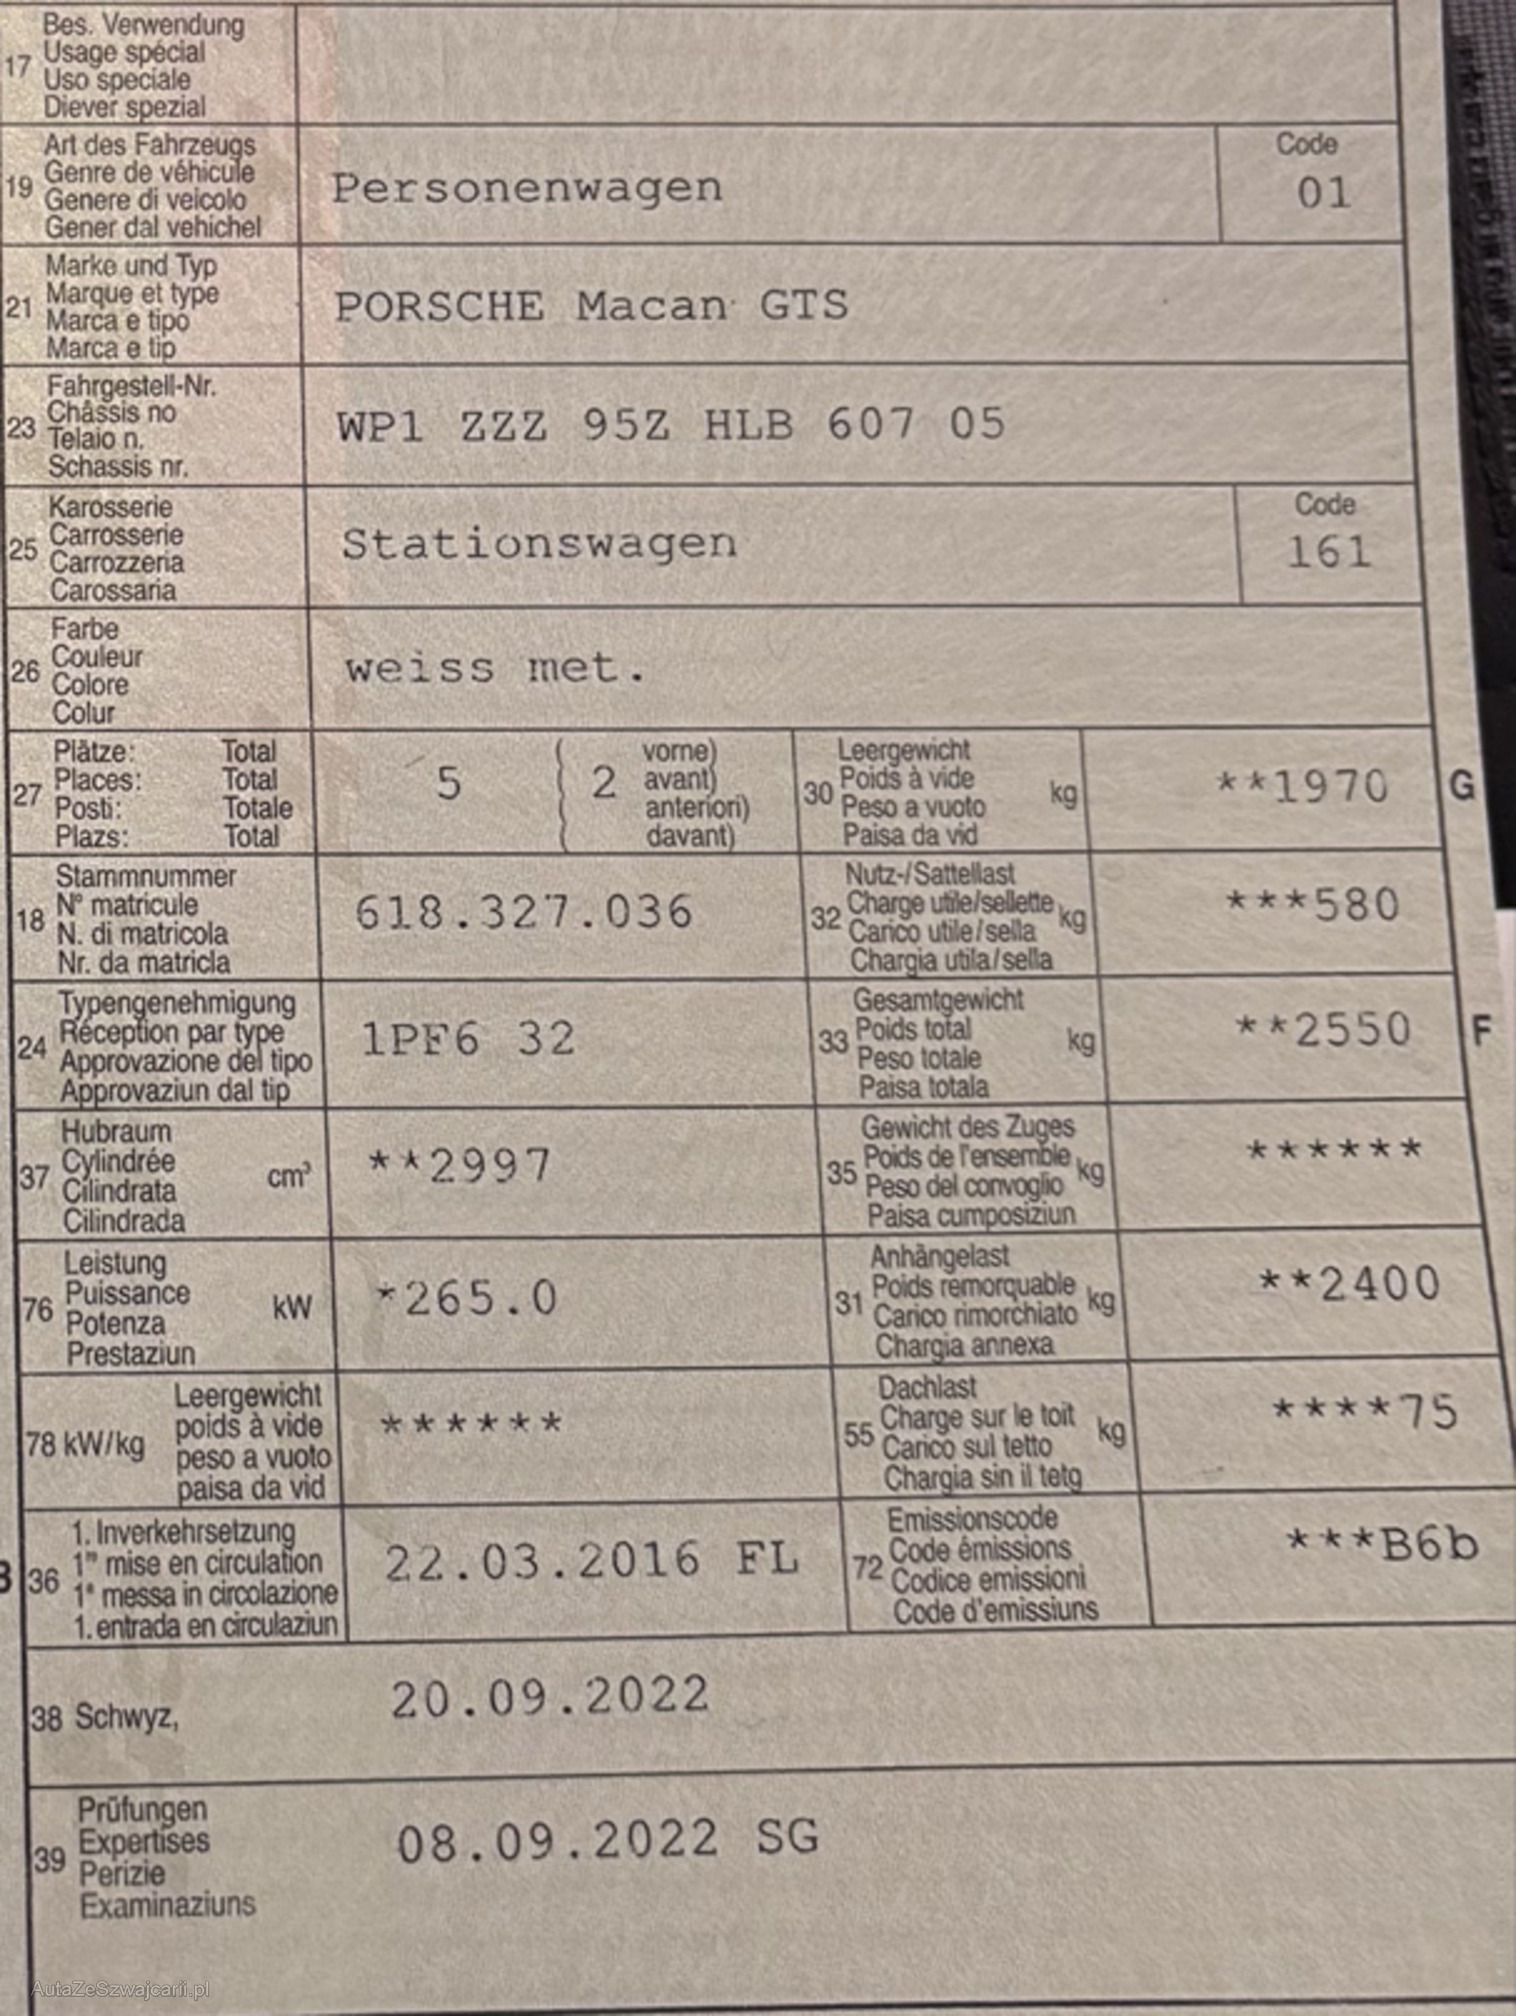 17 Bes. Verwendung
Usage spécial
Uso speciale
Diever spezial
19 Art des Fahrzeugs
Genre de véhicule
Genere di veicolo
Gener dal vehichel
Personenwagen
Code
01
21 Marke und Typ
Marque et type
Marca e tipo
Marca e tip
PORSCHE Macan GTS
23 Fahrgestell-Nr.
Châssis no
Telaio n.
Schassis nr.
WP1 ZZZ 95Z HLB 607 05
25 Karosserie
Carrosserie
Carrozzeria
Carossaria
Stationswagen
Code
161
26 Farbe
Couleur
Colore
Colur
weiss met.
27 Plätze: Total
Places: Total
Posti: Totale
Plazs: Total
5 ( 2 vorne)
avant)
anteriori)
davant)
30 Leergewicht
Poids à vide
Peso a vuoto
Paisa da vid
kg
**1970 G
18 Stammnummer
N° matricule
N. di matricola
Nr. da matricla
618.327.036
32 Nutz-/Sattellast
Charge utile/sellette
Carico utile/sella
Chargia utila/sella
kg
***580
24 Typengenehmigung
Réception par type
Approvazione del tipo
Approvaziun dal tip
1PF6 32
33 Gesamtgewicht
Poids total
Peso totale
Paisa totala
kg
**2550 F
37 Hubraum
Cylindrée
Cilindrata
Cilindrada
cm³
**2997
35 Gewicht des Zuges
Poids de l'ensemble
Peso del convoglio
Paisa cumposiziun
kg
******
76 Leistung
Puissance
Potenza
Prestaziun
kW
*265.0
31 Anhängelast
Poids remorquable
Carico rimorchiato
Chargia annexa
kg
**2400
78 kW/kg
Leergewicht
poids à vide
peso a vuoto
paisa da vid
******
55 Dachlast
Charge sur le toit
Carico sul tetto
Chargia sin il tetg
kg
****75
B 36 1. Inverkehrsetzung
1re mise en circulation
1a messa in circolazione
1. entrada en circulaziun
22.03.2016 FL
72 Emissionscode
Code émissions
Codice emissioni
Code d'emissiuns
***B6b
38 Schwyz,
20.09.2022
39 Prüfungen
Expertises
Perizie
Examinaziuns
08.09.2022 SG
AutaZeSzwajcarii.pl